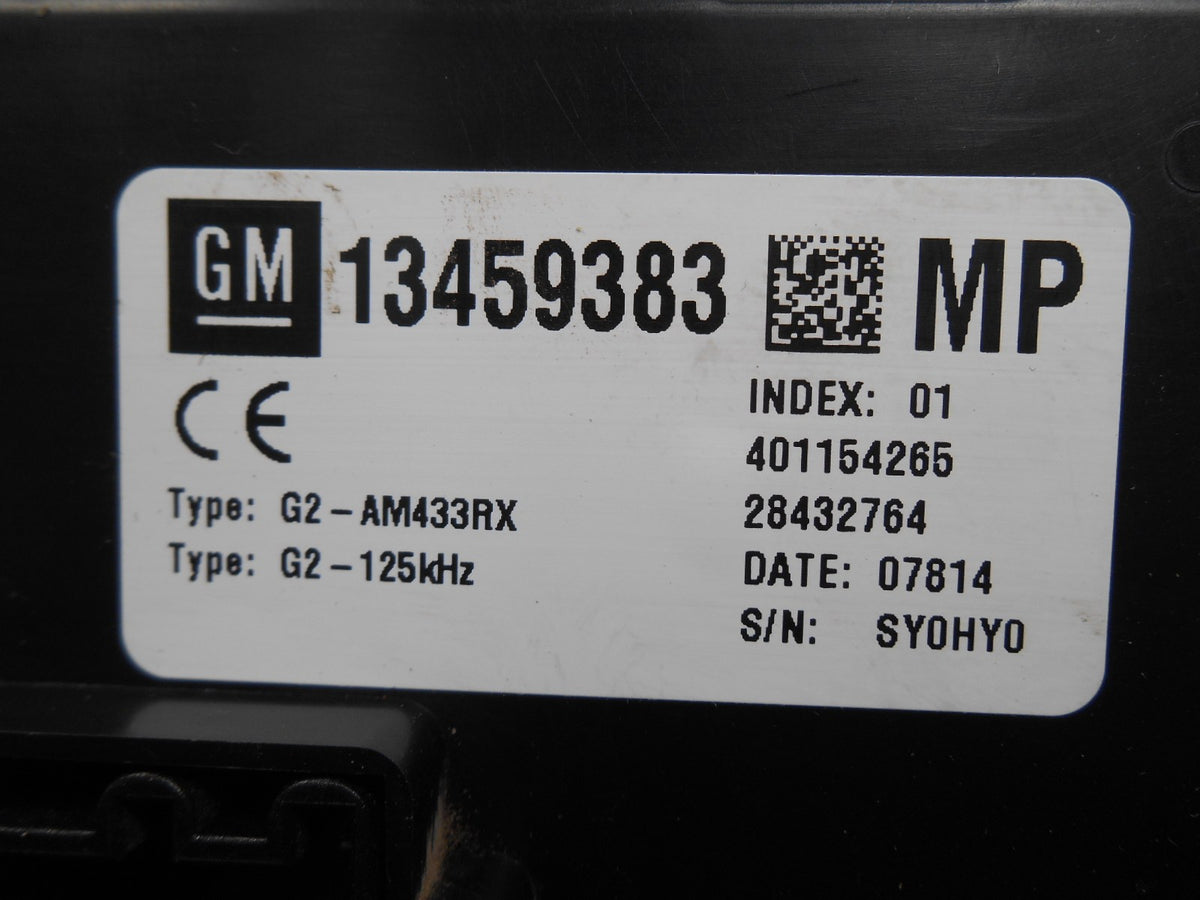 GM 13459383 MP
CE
INDEX: 01
401154265
Type: G2-AM433RX
28432764
Type: G2-125kHz
DATE: 07814
S/N: SY0HY0